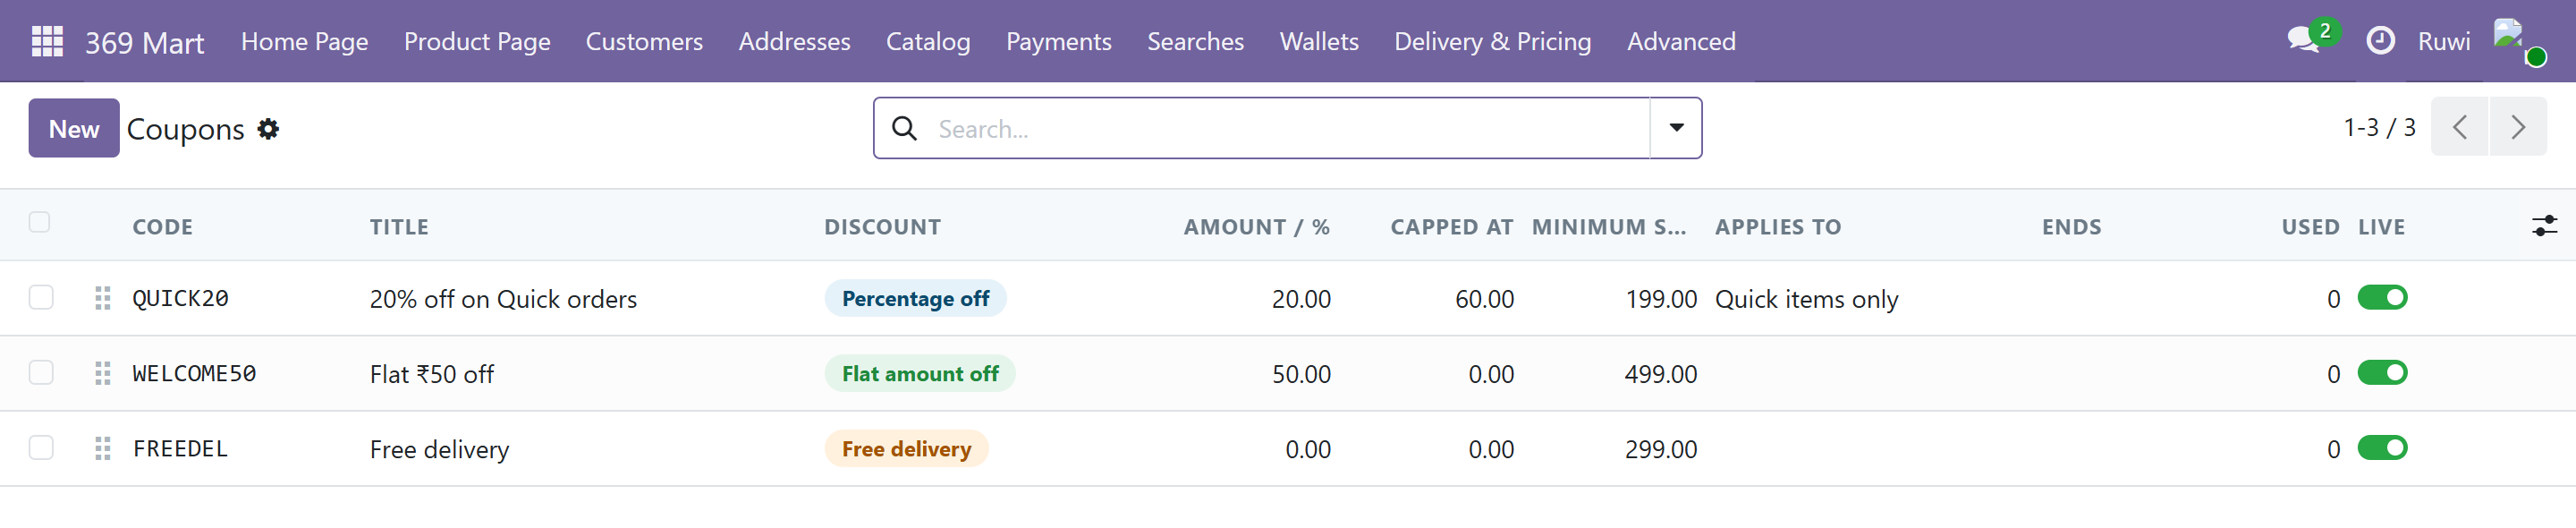 369 Mart Home Page Product Page Customers Addresses Catalog Payments Searches Wallets Delivery & Pricing Advanced 2 Ruwi
New Coupons Search... 1-3 / 3
CODE TITLE DISCOUNT AMOUNT / % CAPPED AT MINIMUM S... APPLIES TO ENDS USED LIVE
QUICK20 20% off on Quick orders Percentage off 20.00 60.00 199.00 Quick items only 0
WELCOME50 Flat ₹50 off Flat amount off 50.00 0.00 499.00 0
FREEDEL Free delivery Free delivery 0.00 0.00 299.00 0